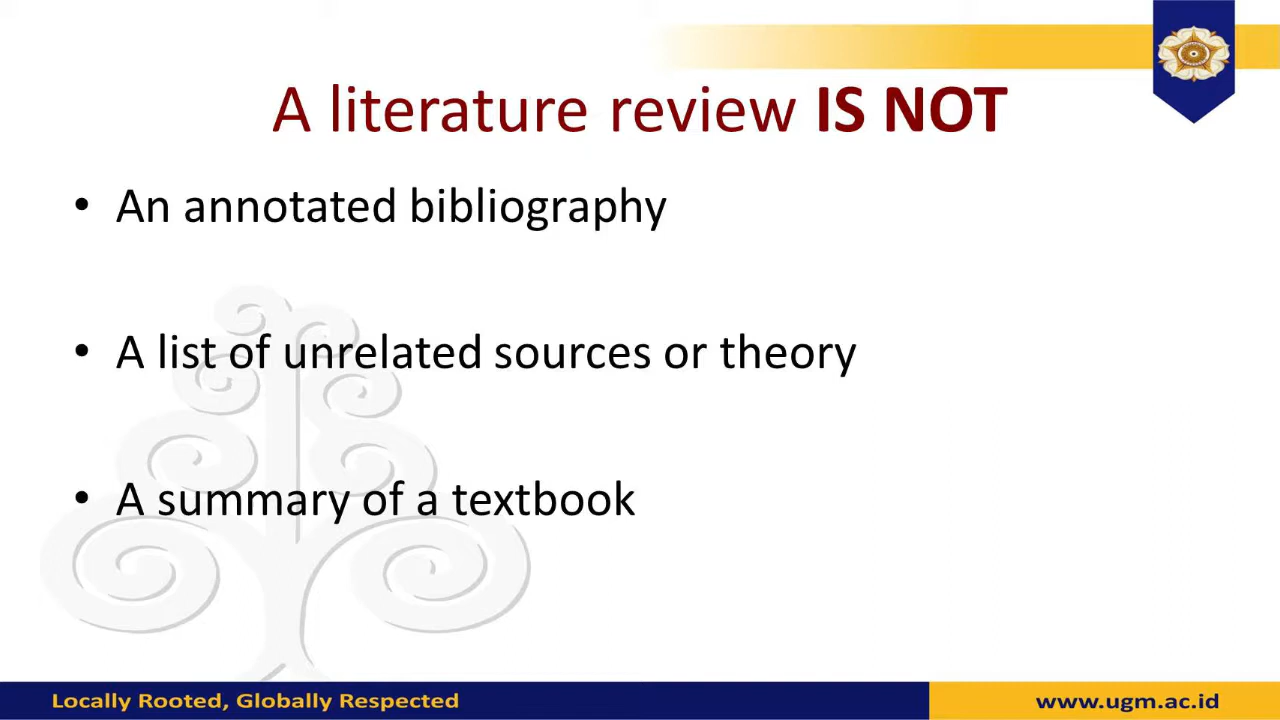 A literature review IS NOT
• An annotated bibliography
• A list of unrelated sources or theory
• A summary of a textbook
Locally Rooted, Globally Respected
www.ugm.ac.id